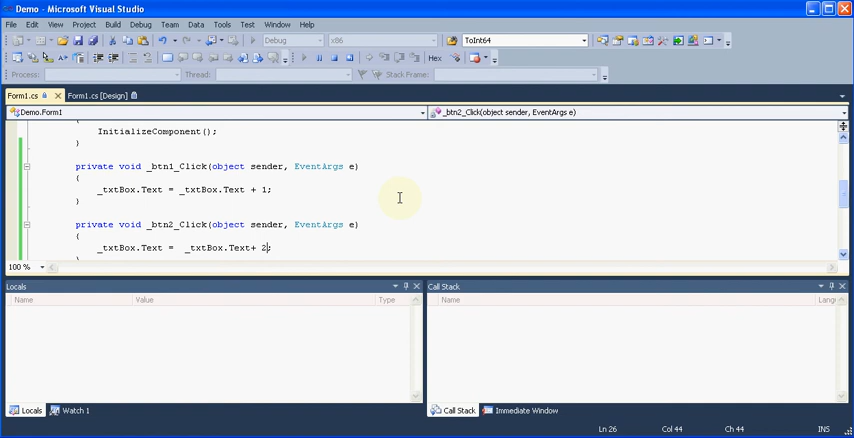 Demo - Microsoft Visual Studio
File Edit View Project Build Debug Team Data Tools Test Window Help
Debug x86 ToInt64
Hex
Process: Thread: Stack Frame:
Form1.cs Form1.cs [Design]
Demo.Form1 _btn2_Click(object sender, EventArgs e)
{
InitializeComponent();
}
private void _btn1_Click(object sender, EventArgs e)
{
_txtBox.Text = _txtBox.Text + 1;
}
private void _btn2_Click(object sender, EventArgs e)
{
_txtBox.Text =  _txtBox.Text+ 2;
}
100 %
Locals Call Stack
Name Value Type Name
Locals Watch 1 Call Stack Immediate Window
Ln 26 Col 44 Ch 44 INS